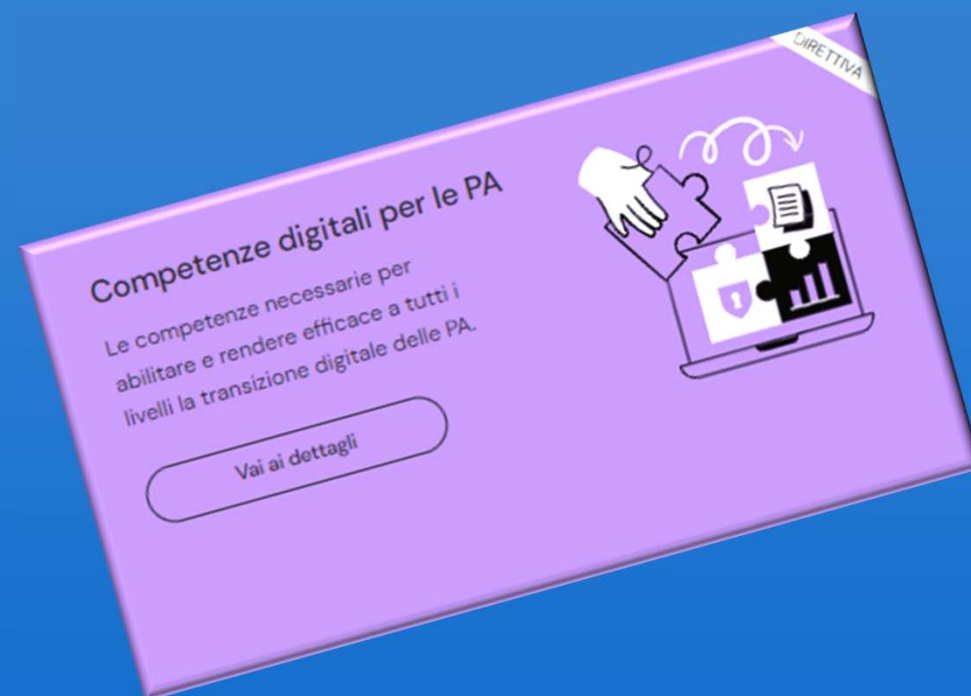 DIRETTIVA
Competenze digitali per le PA
Le competenze necessarie per
abilitare e rendere efficace a tutti i
livelli la transizione digitale delle PA.
Vai ai dettagli